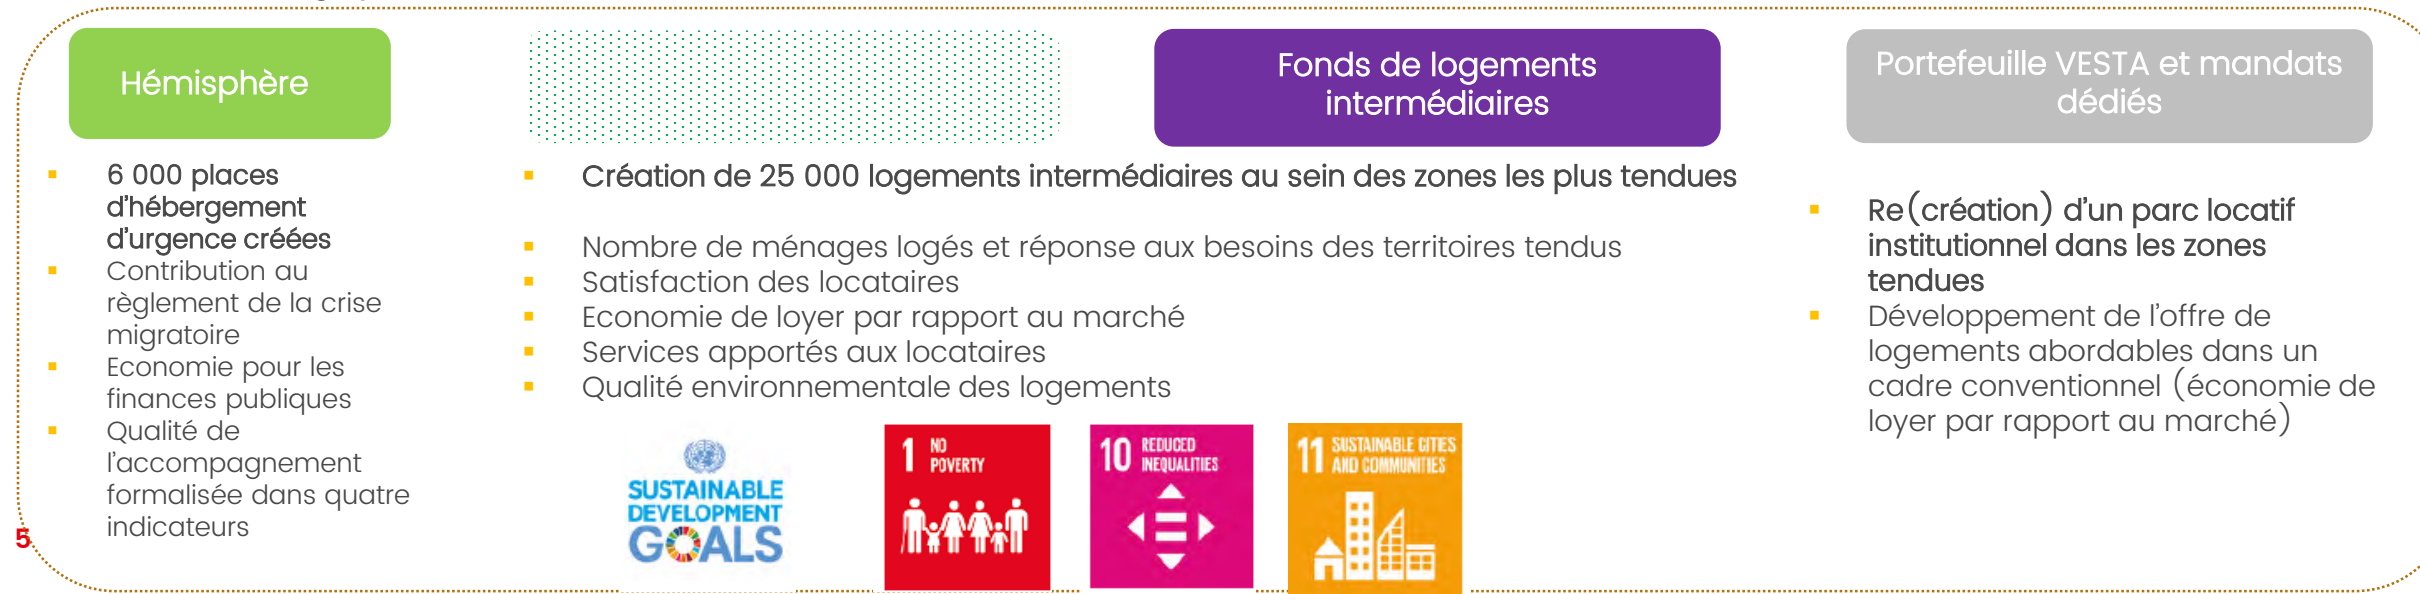 Hémisphère
6 000 places
d’hébergement
d’urgence créées
Contribution au
règlement de la crise
migratoire
Economie pour les
finances publiques
Qualité de
l’accompagnement
formalisée dans quatre
indicateurs
5
Fonds de logements
intermédiaires
Création de 25 000 logements intermédiaires au sein des zones les plus tendues
Nombre de ménages logés et réponse aux besoins des territoires tendus
Satisfaction des locataires
Economie de loyer par rapport au marché
Services apportés aux locataires
Qualité environnementale des logements
SUSTAINABLE
DEVELOPMENT
GOALS
1 NO
POVERTY
10 REDUCED
INEQUALITIES
11 SUSTAINABLE CITIES
AND COMMUNITIES
Portefeuille VESTA et mandats
dédiés
Re(création) d’un parc locatif
institutionnel dans les zones
tendues
Développement de l’offre de
logements abordables dans un
cadre conventionnel (économie de
loyer par rapport au marché)